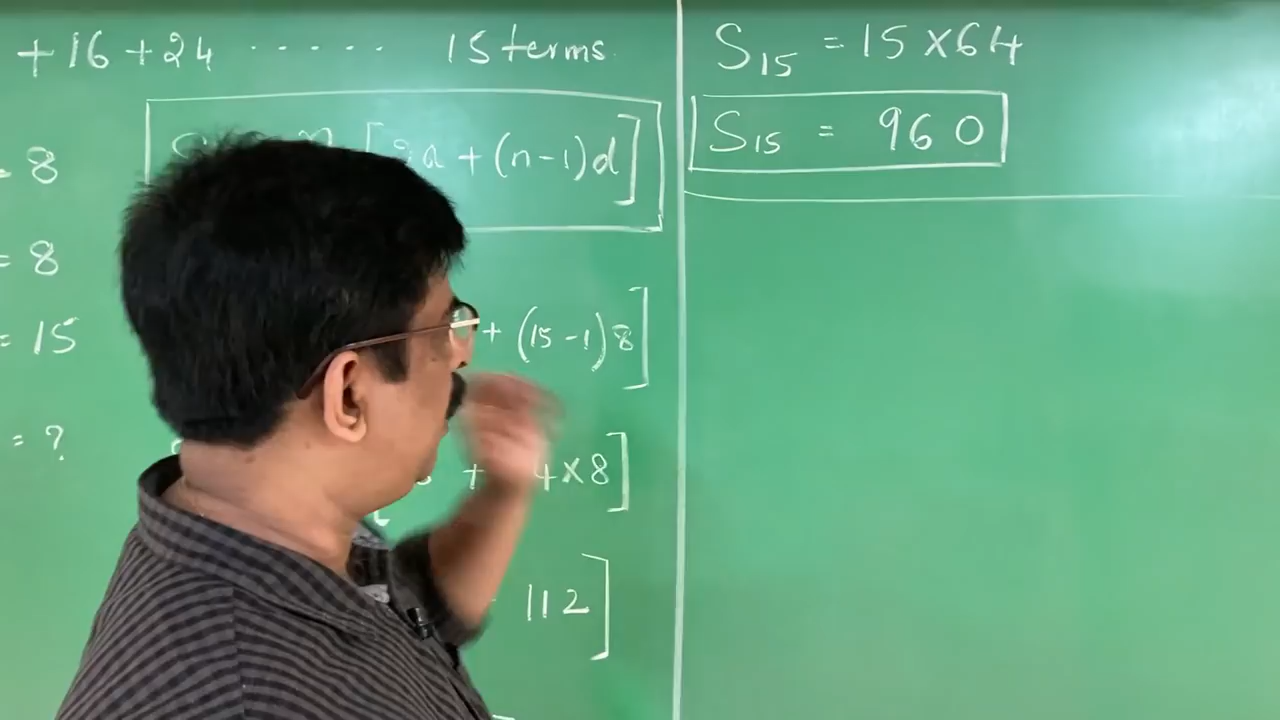 +16 +24 ...... 15 terms.
= 8
[2a + (n-1)d]
= 8
+ (15-1)8]
= 15
= ?
+ 4×8]
112]
S₁₅ = 15×64
S₁₅ = 960